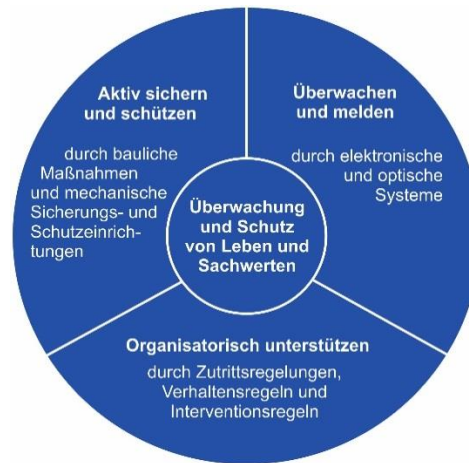 Aktiv sichern
und schützen
durch bauliche
Maßnahmen
und mechanische
Sicherungs- und
Schutzeinrich-
tungen
Überwachen
und melden
durch elektronische
und optische
Systeme
Überwachung
und Schutz
von Leben und
Sachwerten
Organisatorisch unterstützen
durch Zutrittsregelungen,
Verhaltensregeln und
Interventionsregeln